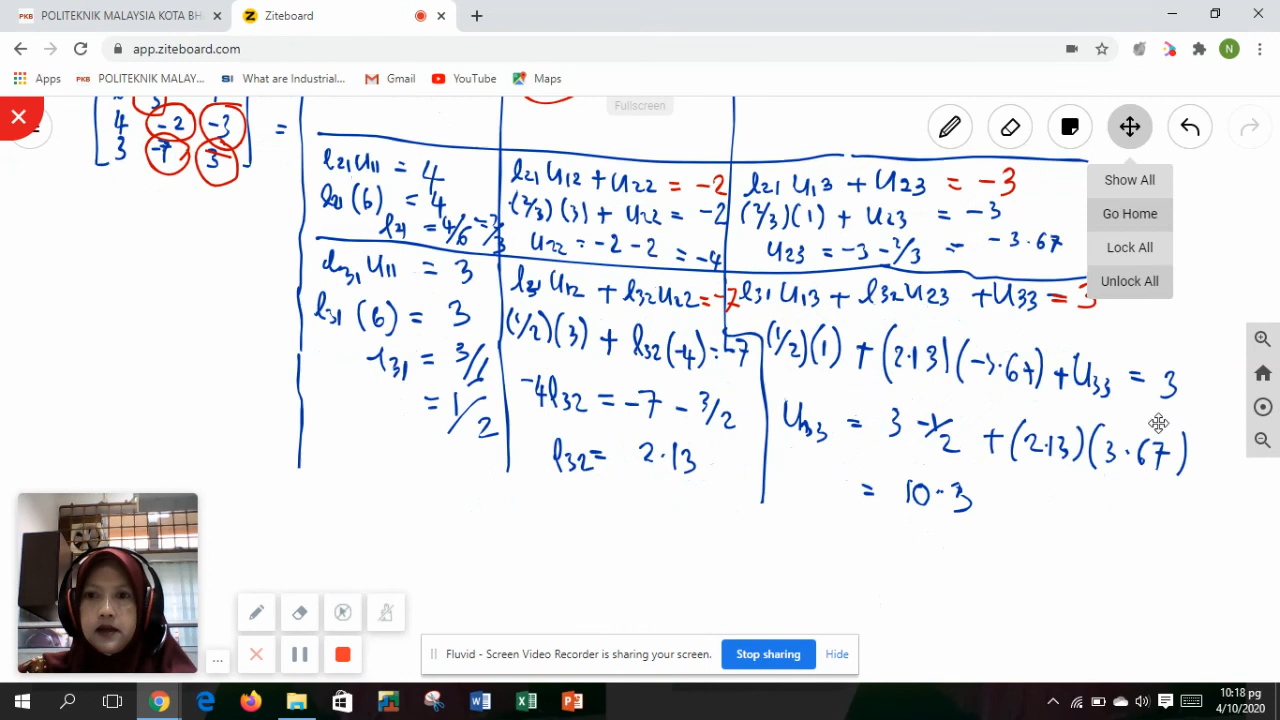 POLITEKNIK MALAYSIA KOTA BH
Ziteboard
app.ziteboard.com
N
Apps
POLITEKNIK MALAY...
What are Industrial...
Gmail
YouTube
Maps
Fullscreen
4 -2 -3
3 -7 3
=
l21 U11 = 4
l21 (6) = 4
l21 = 4/6 = 2/3
l21 U12 + U22 = -2
(2/3)(3) + U22 = -2
U22 = -2 -2 = -4
l21 U13 + U23 = -3
(2/3)(1) + U23 = -3
U23 = -3 - 2/3 = -3.67
l31 U11 = 3
l31 (6) = 3
l31 = 3/6
= 1/2
l31 U12 + l32 U22 = -7
(1/2)(3) + l32(-4) = -7
-4l32 = -7 - 3/2
l32 = 2.13
l31 U13 + l32 U23 + U33 = 3
(1/2)(1) + (2.13)(-3.67) + U33 = 3
U33 = 3 - 1/2 + (2.13)(3.67)
= 10.3
Show All
Go Home
Lock All
Unlock All
Fluvid - Screen Video Recorder is sharing your screen.
Stop sharing
Hide
10:18 pg
4/10/2020